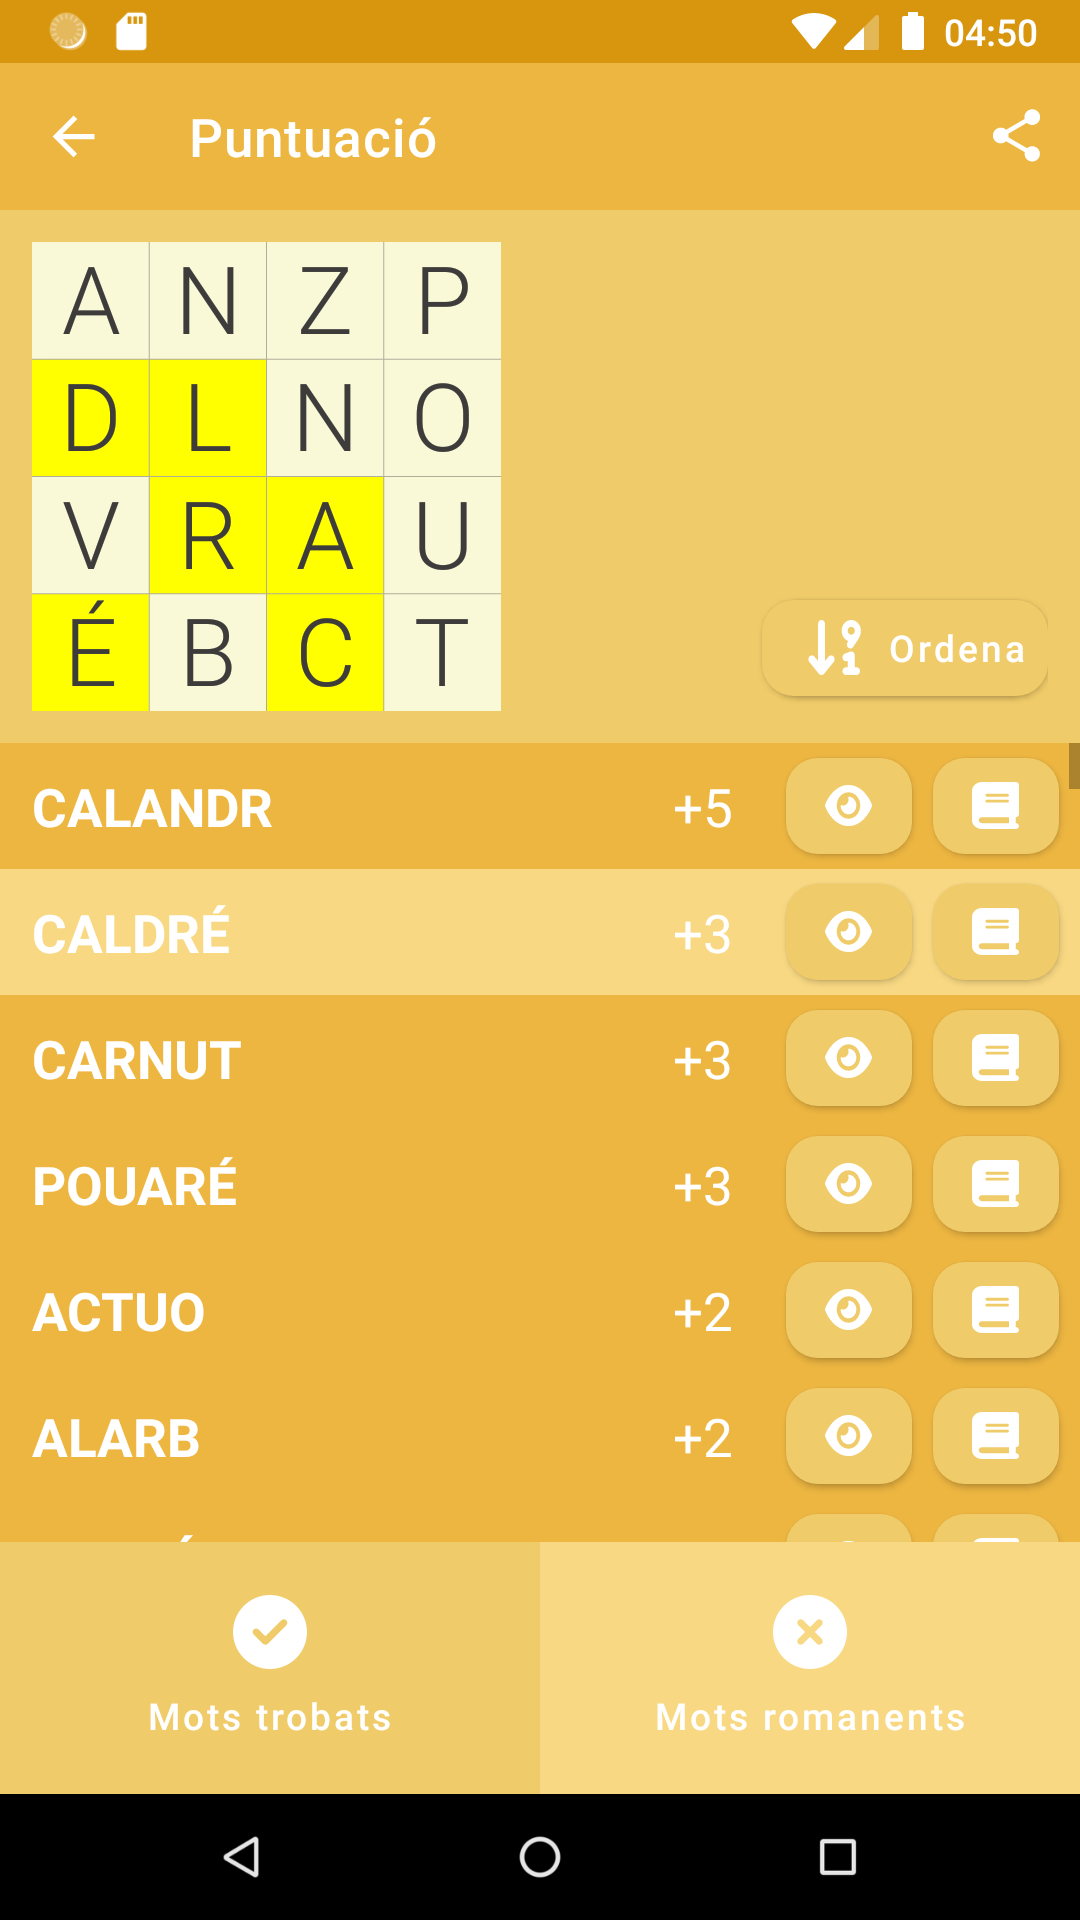 04:50
Puntuació
A N Z P
D L N O
V R A U
É B C T
Ordena
CALANDR +5
CALDRÉ +3
CARNUT +3
POUARÉ +3
ACTUO +2
ALARB +2
Mots trobats
Mots romanents